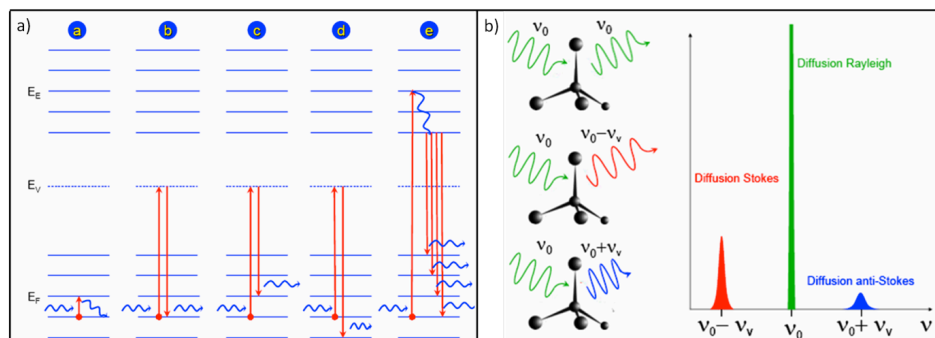 a)
a b c d e
E_E
E_V
E_F
b)
ν₀ ν₀
ν₀ ν₀−νᵥ
ν₀ ν₀+νᵥ
Diffusion Rayleigh
Diffusion Stokes
Diffusion anti-Stokes
ν₀− νᵥ ν₀ ν₀+ νᵥ ν